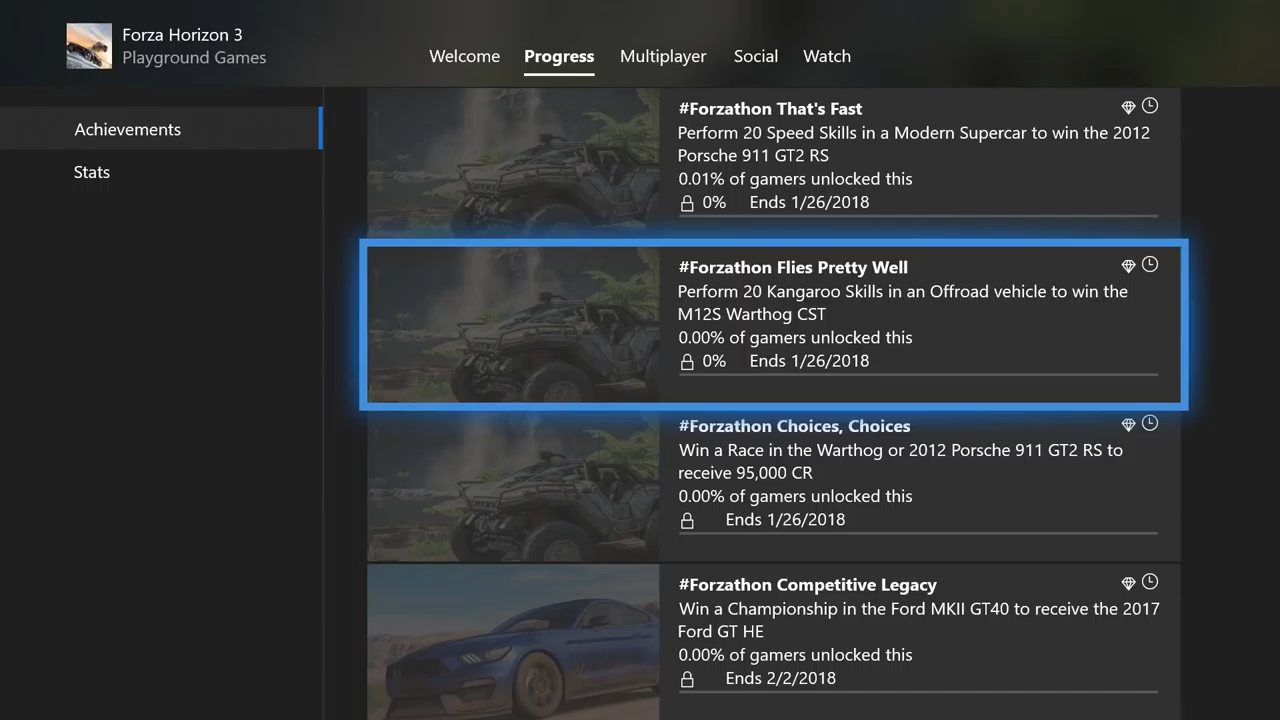 Forza Horizon 3
Playground Games
Welcome
Progress
Multiplayer
Social
Watch
Achievements
Stats
#Forzathon That's Fast
Perform 20 Speed Skills in a Modern Supercar to win the 2012
Porsche 911 GT2 RS
0.01% of gamers unlocked this
0% Ends 1/26/2018
#Forzathon Flies Pretty Well
Perform 20 Kangaroo Skills in an Offroad vehicle to win the
M12S Warthog CST
0.00% of gamers unlocked this
0% Ends 1/26/2018
#Forzathon Choices, Choices
Win a Race in the Warthog or 2012 Porsche 911 GT2 RS to
receive 95,000 CR
0.00% of gamers unlocked this
Ends 1/26/2018
#Forzathon Competitive Legacy
Win a Championship in the Ford MKII GT40 to receive the 2017
Ford GT HE
0.00% of gamers unlocked this
Ends 2/2/2018